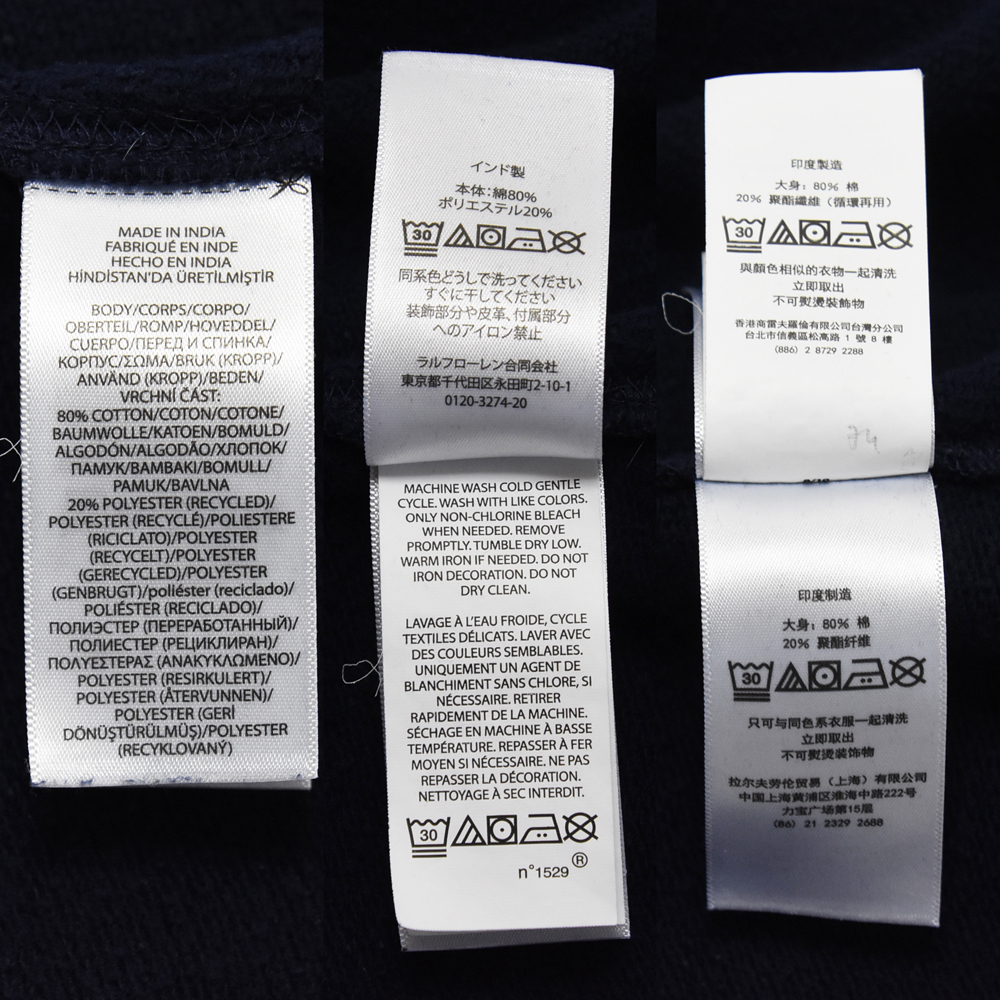 MADE IN INDIA
FABRIQUÉ EN INDE
HECHO EN INDIA
HİNDİSTAN'DA ÜRETİLMİŞTİR
BODY/CORPS/CORPO/
OBERTEIL/ROMP/HOVEDDEL/
CUERPO/ПЕРЕД И СПИНКА/
КОРПУС/ΣΩΜΑ/BRUK (KROPP)/
ANVÄND (KROPP)/BEDEN/
VRCHNÍ ČÁST:
80% COTTON/COTON/COTONE/
BAUMWOLLE/KATOEN/BOMULD/
ALGODÓN/ALGODÃO/ХЛОПОК/
ПАМУК/BAMBAKI/BOMULL/
PAMUK/BAVLNA
20% POLYESTER (RECYCLED)/
POLYESTER (RECYCLÉ)/POLIESTERE
(RICICLATO)/POLYESTER
(RECYCELT)/POLYESTER
(GERECYCLED)/POLYESTER
(GENBRUGT)/poliéster (reciclado)/
POLIÉSTER (RECICLADO)/
ПОЛИЭСТЕР (ПЕРЕРАБОТАННЫЙ)/
ПОЛИЕСТЕР (РЕЦИКЛИРАН)/
ΠΟΛΥΕΣΤΕΡΑΣ (ΑΝΑΚΥΚΛΩΜΕΝΟ)/
POLYESTER (RESIRKULERT)/
POLYESTER (ÅTERVUNNEN)/
POLYESTER (GERİ
DÖNÜŞTÜRÜLMÜŞ)/POLYESTER
(RECYKLOVANÝ)
インド製
本体:綿80%
ポリエステル20%
30
同系色どうしで洗ってください
すぐに干してください
装飾部分や皮革、付属部分
へのアイロン禁止
ラルフローレン合同会社
東京都千代田区永田町2-10-1
0120-3274-20
MACHINE WASH COLD GENTLE
CYCLE. WASH WITH LIKE COLORS.
ONLY NON-CHLORINE BLEACH
WHEN NEEDED. REMOVE
PROMPTLY. TUMBLE DRY LOW.
WARM IRON IF NEEDED. DO NOT
IRON DECORATION. DO NOT
DRY CLEAN.
LAVAGE À L'EAU FROIDE, CYCLE
TEXTILES DÉLICATS. LAVER AVEC
DES COULEURS SEMBLABLES.
UNIQUEMENT UN AGENT DE
BLANCHIMENT SANS CHLORE, SI
NÉCESSAIRE. RETIRER
RAPIDEMENT DE LA MACHINE.
SÉCHAGE EN MACHINE À BASSE
TEMPÉRATURE. REPASSER À FER
MOYEN SI NÉCESSAIRE. NE PAS
REPASSER LA DÉCORATION.
NETTOYAGE À SEC INTERDIT.
30
n°1529®
印度製造
大身: 80% 棉
20% 聚酯纖維（循環再用）
30
與顏色相似的衣物一起清洗
立即取出
不可熨燙裝飾物
香港商雷夫羅倫有限公司台灣分公司
台北市信義區松高路 1 號 8 樓
(886) 2 8729 2288
74
印度制造
大身: 80% 棉
20% 聚酯纤维
30
只可与同色系衣服一起清洗
立即取出
不可熨烫装饰物
拉尔夫劳伦贸易（上海）有限公司
中国上海黄浦区淮海中路222号
力宝广场第15层
(86) 21 2329 2688